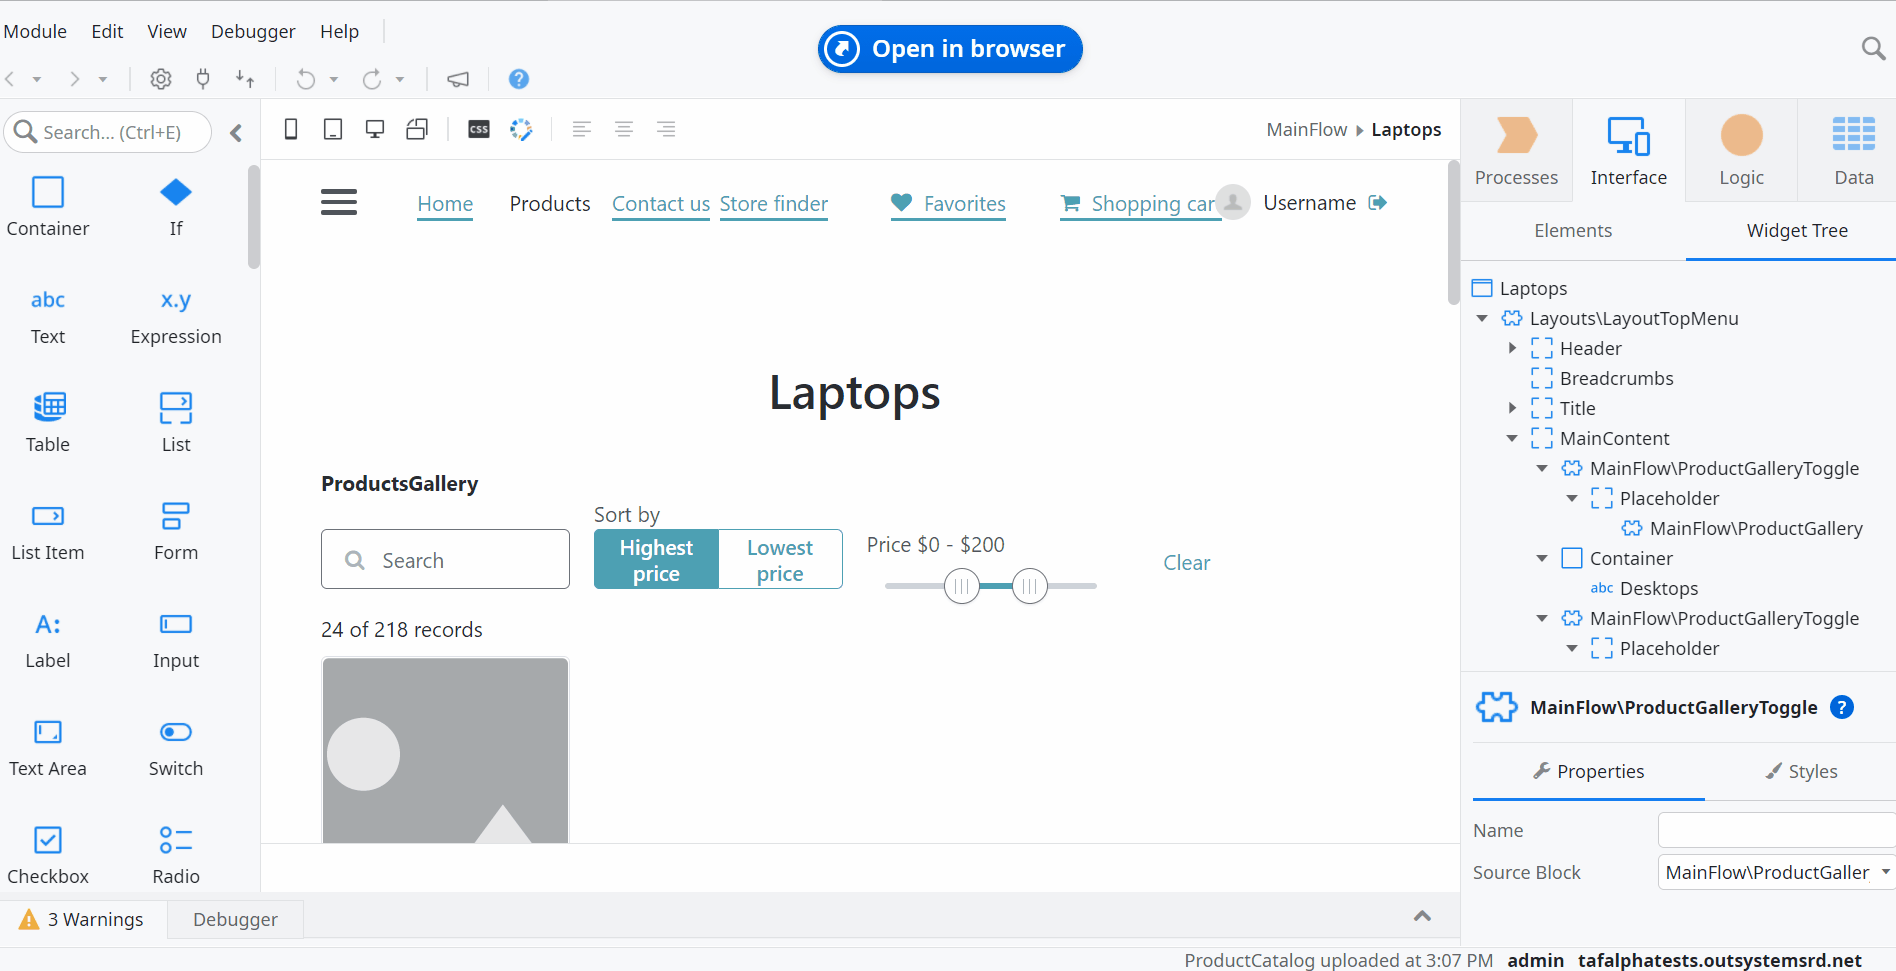 Module Edit View Debugger Help
Open in browser
Search... (Ctrl+E)
css
MainFlow Laptops
Processes Interface Logic Data
Elements Widget Tree
Container If
abc x.y
Text Expression
Table List
List Item Form
A:
Label Input
Text Area Switch
Checkbox Radio
Home Products Contact us Store finder Favorites Shopping car Username
Laptops
ProductsGallery
Sort by
Search
Highest price
Lowest price
Price $0 - $200
Clear
24 of 218 records
Laptops
Layouts\LayoutTopMenu
Header
Breadcrumbs
Title
MainContent
MainFlow\ProductGalleryToggle
Placeholder
MainFlow\ProductGallery
Container
abc Desktops
MainFlow\ProductGalleryToggle
Placeholder
MainFlow\ProductGalleryToggle ?
Properties Styles
Name
Source Block MainFlow\ProductGaller
3 Warnings Debugger
ProductCatalog uploaded at 3:07 PM admin tafalphatests.outsystemsrd.net